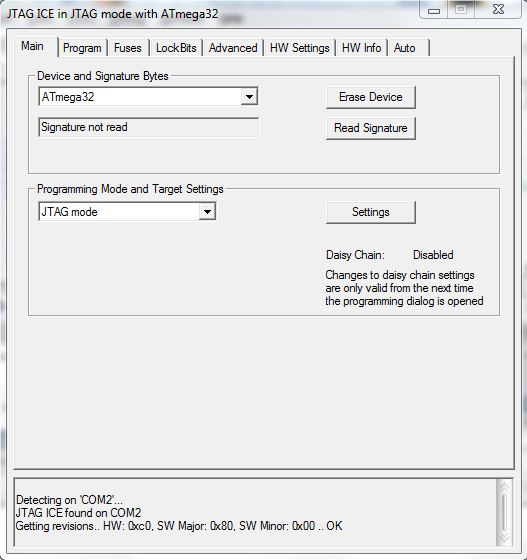 JTAG ICE in JTAG mode with ATmega32
Main Program Fuses LockBits Advanced HW Settings HW Info Auto
Device and Signature Bytes
ATmega32
Erase Device
Signature not read
Read Signature
Programming Mode and Target Settings
JTAG mode
Settings
Daisy Chain: Disabled
Changes to daisy chain settings
are only valid from the next time
the programming dialog is opened
Detecting on 'COM2'...
JTAG ICE found on COM2
Getting revisions.. HW: 0xc0, SW Major: 0x80, SW Minor: 0x00 .. OK